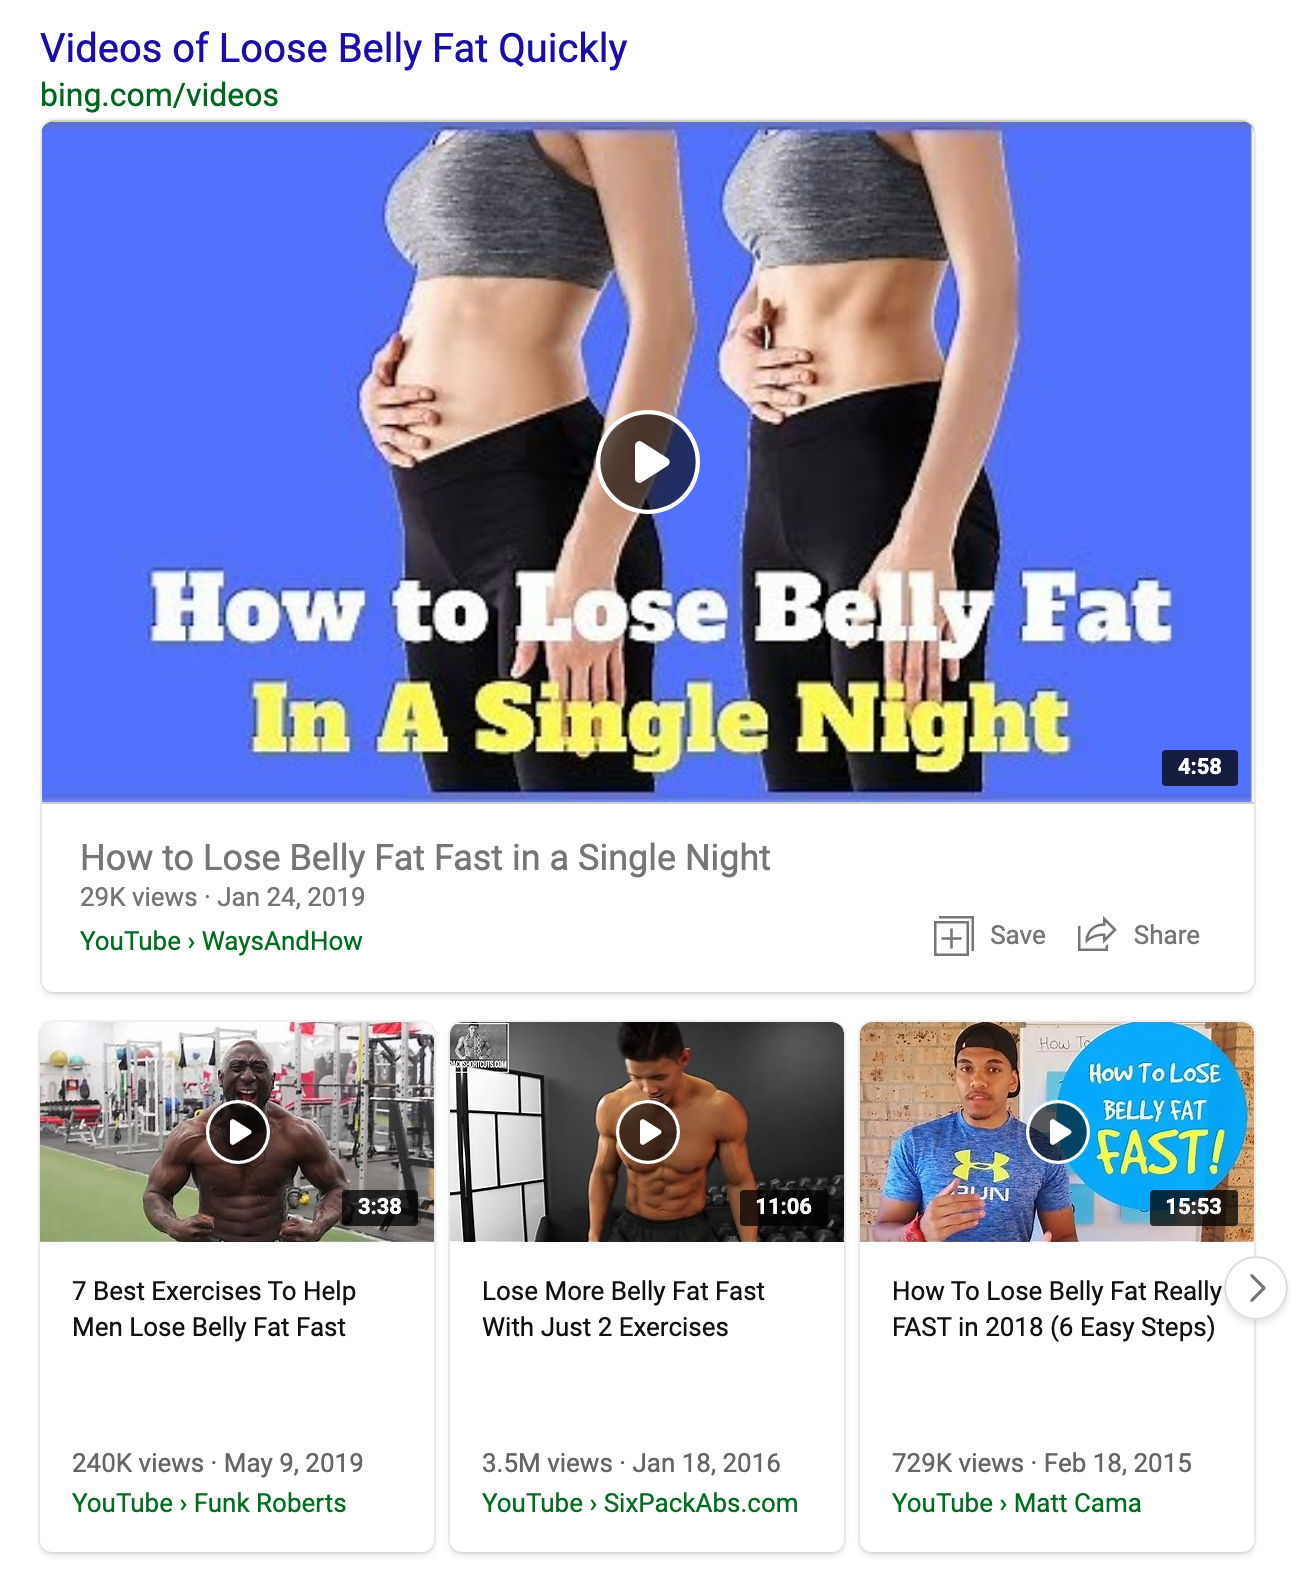 Videos of Loose Belly Fat Quickly
bing.com/videos
How to Lose Belly Fat
In A Single Night
4:58
How to Lose Belly Fat Fast in a Single Night
29K views · Jan 24, 2019
YouTube › WaysAndHow
Save
Share
3:38
7 Best Exercises To Help
Men Lose Belly Fat Fast
240K views · May 9, 2019
YouTube › Funk Roberts
11:06
Lose More Belly Fat Fast
With Just 2 Exercises
3.5M views · Jan 18, 2016
YouTube › SixPackAbs.com
How To
HOW TO LOSE
BELLY FAT
FAST!
RUN
15:53
How To Lose Belly Fat Really
FAST in 2018 (6 Easy Steps)
729K views · Feb 18, 2015
YouTube › Matt Cama